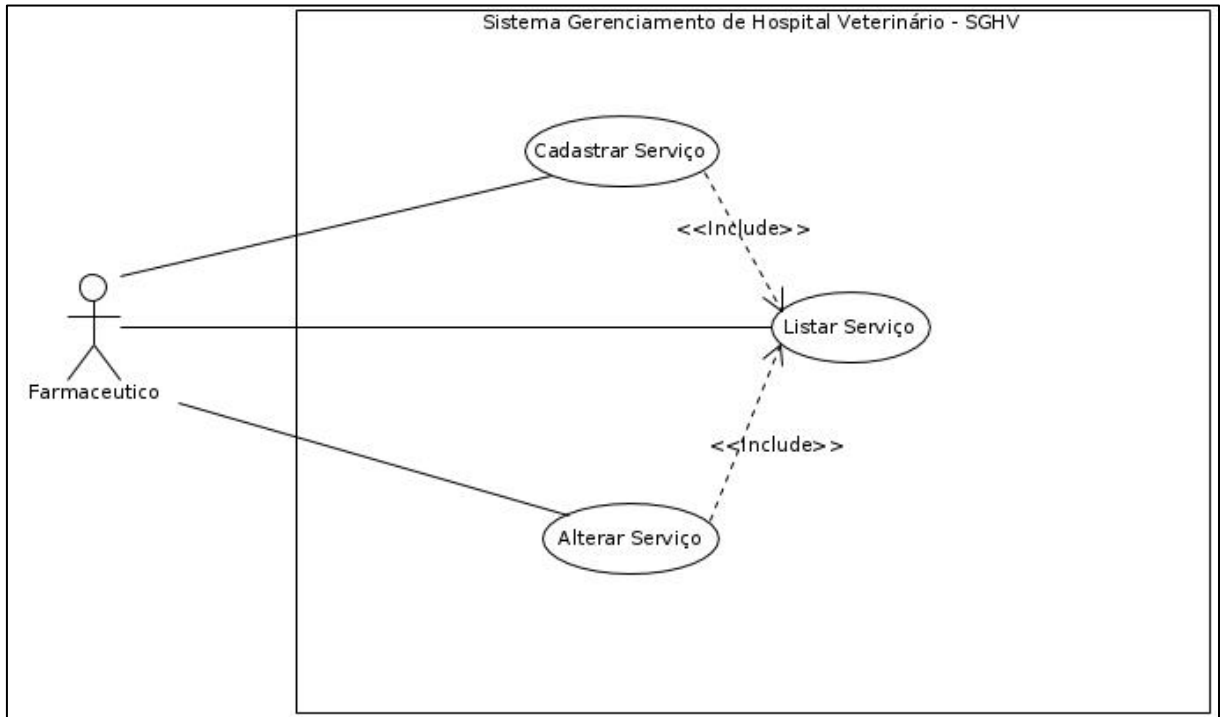 Sistema Gerenciamento de Hospital Veterinário - SGHV
Cadastrar Serviço
<<Include>>
Listar Serviço
Farmaceutico
<<Include>>
Alterar Serviço